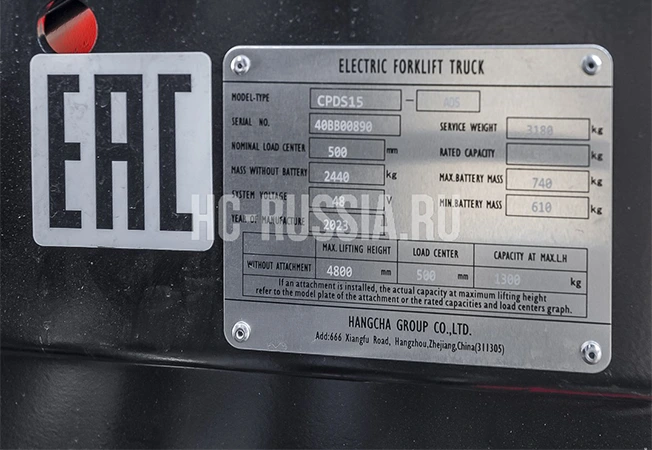 EAC
ELECTRIC FORKLIFT TRUCK
MODEL-TYPE CPDS15 - AD5
SERIAL NO. 40BB00890
SERVICE WEIGHT 3180 kg
NOMINAL LOAD CENTER 500 mm
RATED CAPACITY kg
MASS WITHOUT BATTERY 2440 kg
MAX.BATTERY MASS 740 kg
SYSTEM VOLTAGE 48 V
MIN.BATTERY MASS 610 kg
YEAR OF MANUFACTURE 2023
HC-RUSSIA.RU
MAX. LIFTING HEIGHT LOAD CENTER CAPACITY AT MAX.L.H
WITHOUT ATTACHMENT 4800 mm 500 mm 1300 kg
If an attachment is installed, the actual capacity at maximum lifting height
refer to the model plate of the attachment or the rated capacities and load centers graph.
HANGCHA GROUP CO.,LTD.
Add:666 Xiangfu Road, Hangzhou,Zhejiang,China(311305)